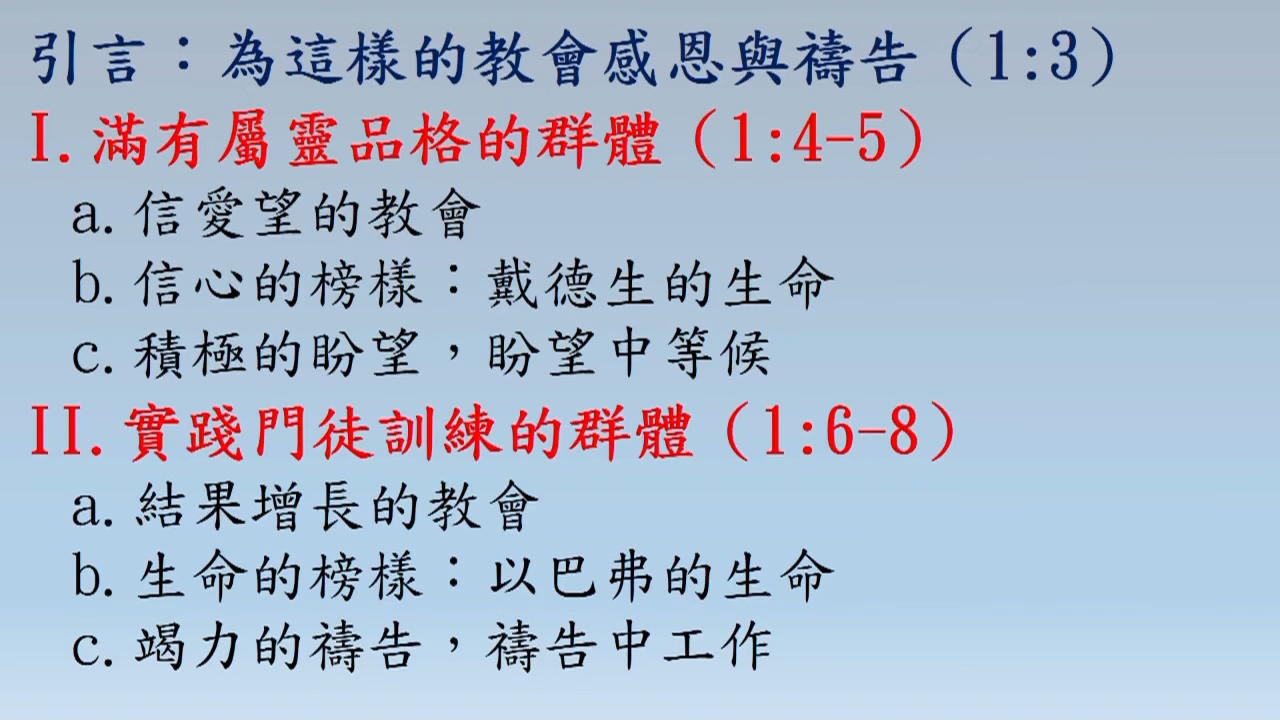 引言：為這樣的教會感恩與禱告（1:3）
I.滿有屬靈品格的群體（1:4-5）
a.信愛望的教會
b.信心的榜樣：戴德生的生命
c.積極的盼望，盼望中等候
II.實踐門徒訓練的群體（1:6-8）
a.結果增長的教會
b.生命的榜樣：以巴弗的生命
c.竭力的禱告，禱告中工作